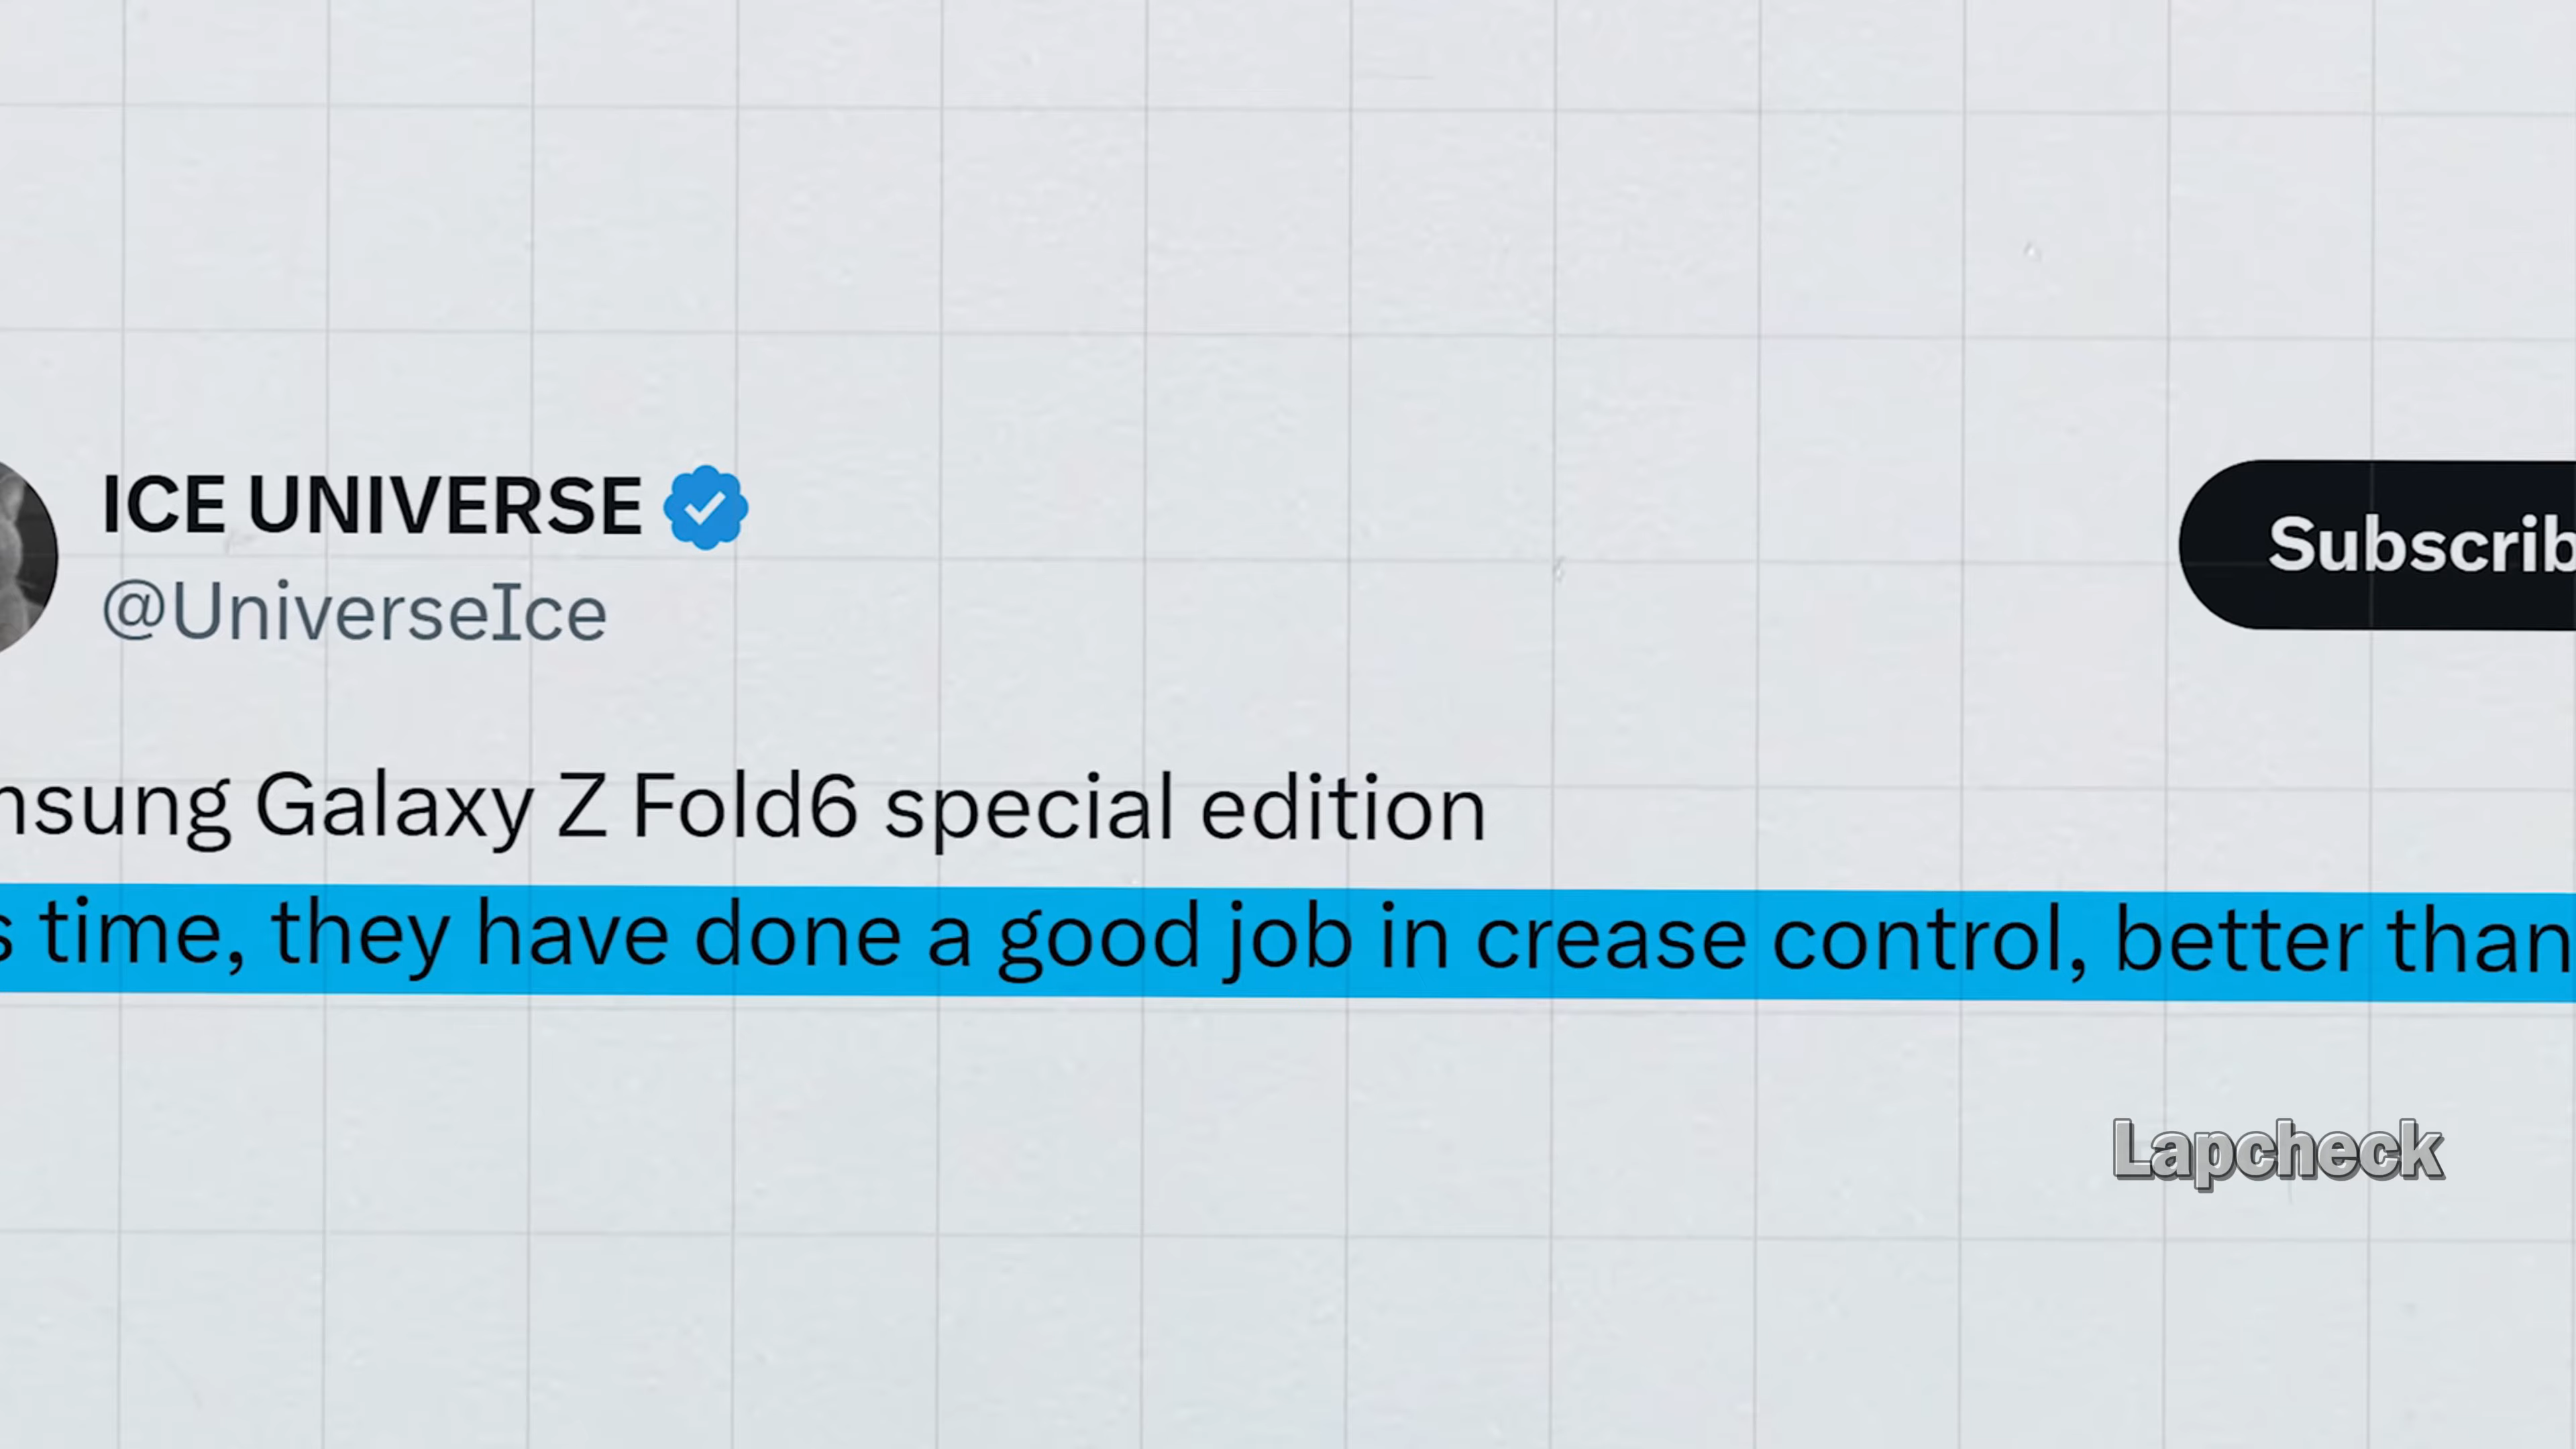 ICE UNIVERSE
@UniverseIce
Subscrib
nsung Galaxy Z Fold6 special edition
s time, they have done a good job in crease control, better than
Lapcheck